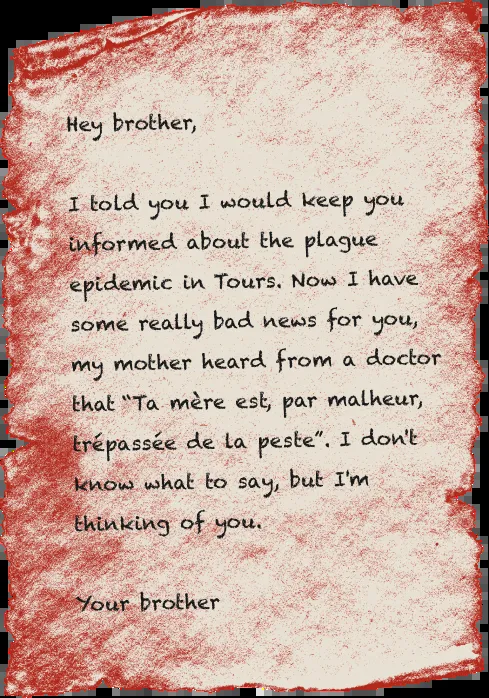 Hey brother,
I told you I would keep you
informed about the plague
epidemic in Tours. Now I have
some really bad news for you,
my mother heard from a doctor
that “Ta mère est, par malheur,
trépassée de la peste”. I don't
know what to say, but I'm
thinking of you.
Your brother